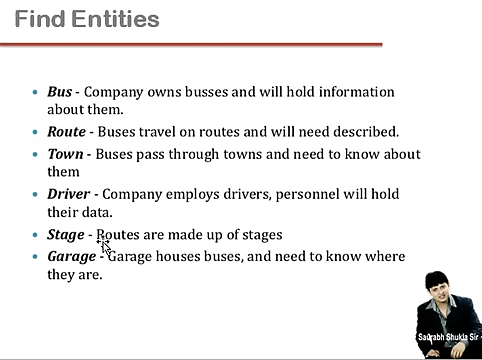 Find Entities
• Bus - Company owns busses and will hold information
about them.
• Route - Buses travel on routes and will need described.
• Town - Buses pass through towns and need to know about
them
• Driver - Company employs drivers, personnel will hold
their data.
• Stage - Routes are made up of stages
• Garage - Garage houses buses, and need to know where
they are.
Saurabh Shukla Sir